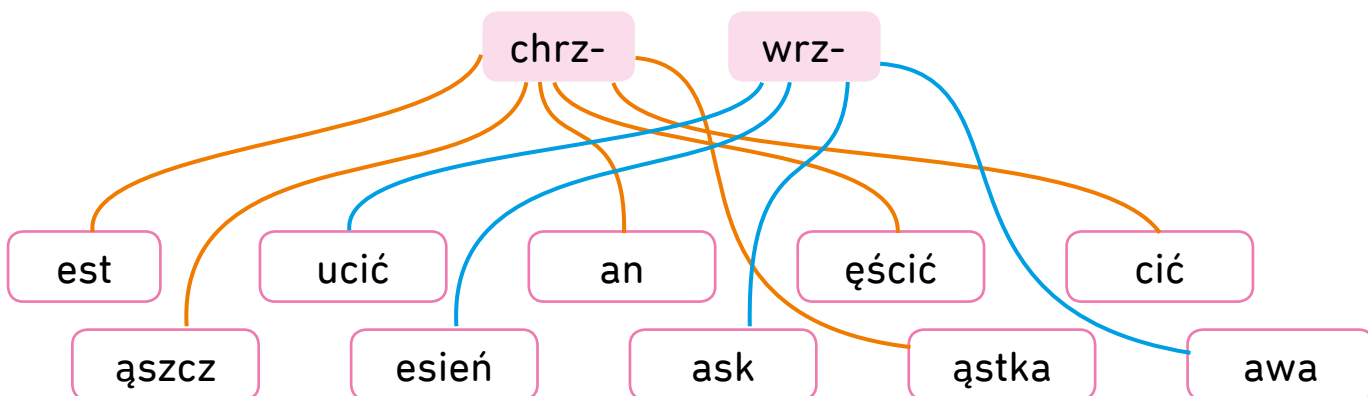 chrz- wrz-
est ucić an ęścić cić
ąszcz esień ask ąstka awa